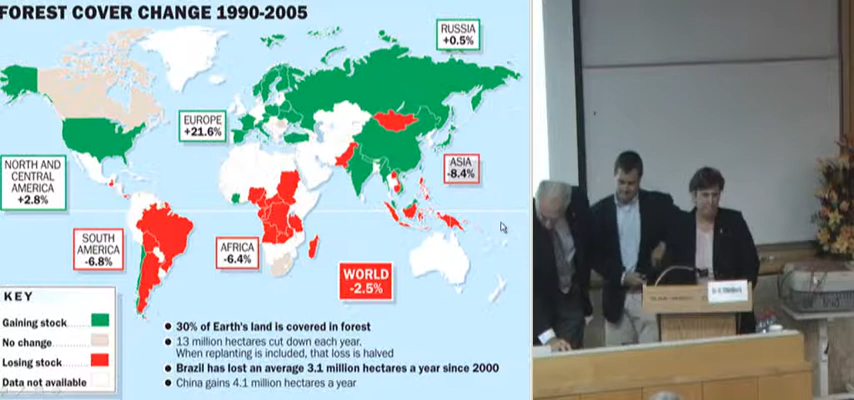 FOREST COVER CHANGE 1990-2005
RUSSIA
+0.5%
EUROPE
+21.6%
NORTH AND
CENTRAL
AMERICA
+2.8%
ASIA
-8.4%
SOUTH
AMERICA
-6.8%
AFRICA
-6.4%
WORLD
-2.5%
KEY
Gaining stock
No change
Losing stock
Data not available
● 30% of Earth's land is covered in forest
● 13 million hectares cut down each year.
When replanting is included, that loss is halved
● Brazil has lost an average 3.1 million hectares a year since 2000
● China gains 4.1 million hectares a year